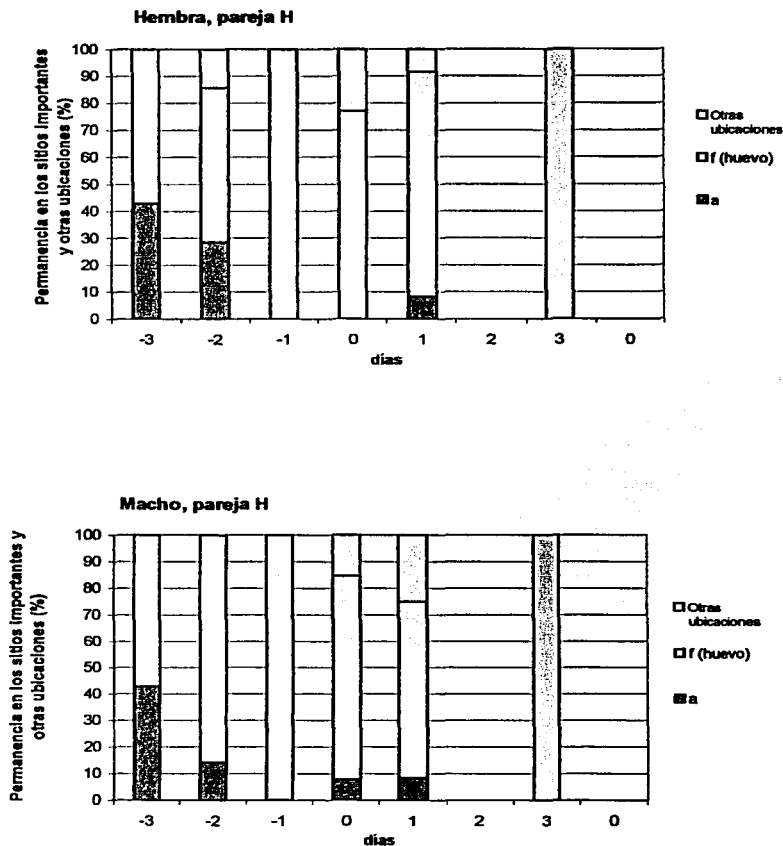 Hembra, pareja H
Permanencia en los sitios importantes
y otras ubicaciones (%)
100
90
80
70
60
50
40
30
20
10
0
-3 -2 -1 0 1 2 3 0
días
Otras
ubicaciones
f (huevo)
a
Macho, pareja H
Permanencia en los sitios importantes y
otras ubicaciones (%)
100
90
80
70
60
50
40
30
20
10
0
-3 -2 -1 0 1 2 3 0
días
Otras
ubicaciones
f (huevo)
a